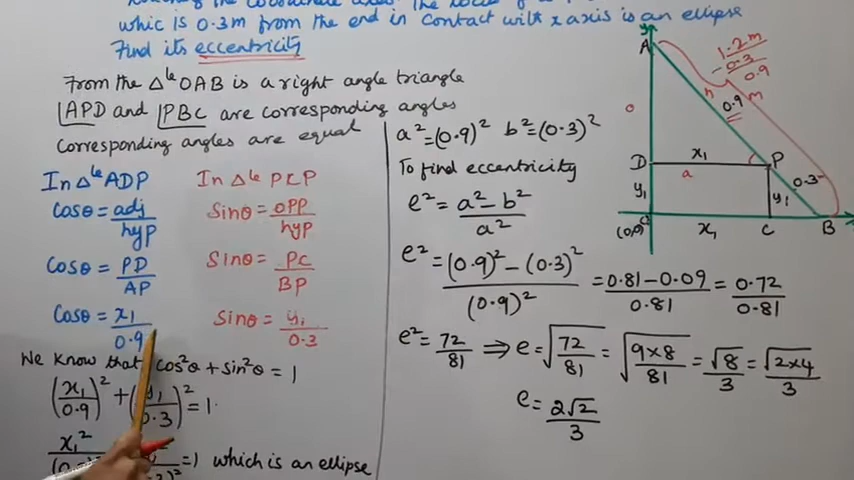 whic is 0.3m from the end in contact with x axis is an ellipse
Find its eccentricity
From the Δle OAB is a right angle triangle
∠APD and ∠PBC are corresponding angles
Corresponding angles are equal
In Δle ADP
cosθ = adj/hyp
cosθ = PD/AP
cosθ = x₁/0.9
In Δle PCP
sinθ = OPP/hyp
sinθ = PC/BP
sinθ = y₁/0.3
We know that cos²θ + sin²θ = 1
(x₁/0.9)² + (y₁/0.3)² = 1
x₁²
=1 which is an ellipse
a² = (0.9)² b² = (0.3)²
To find eccentricity
e² = a² - b²/a²
e² = (0.9)² - (0.3)²/(0.9)² = 0.81 - 0.09/0.81 = 0.72/0.81
e² = 72/81 ⇒ e = √72/81 = √9×8/81 = √8/3 = √2×4/3
e = 2√2/3
y
A
1.2m
-0.3
0.9
h
m
0.9
o
D
x₁
P
a
y₁
0.3
y₁
x₁
C
B